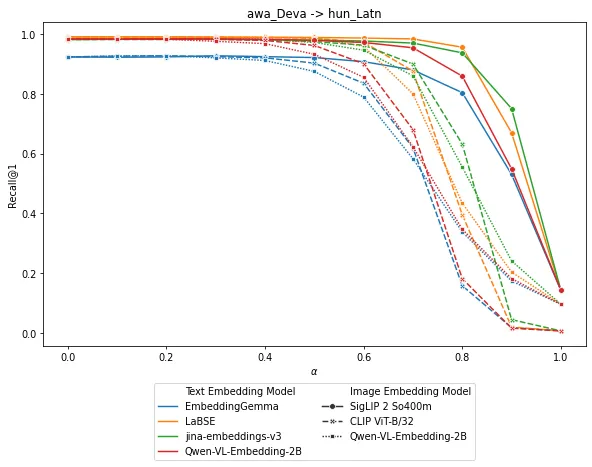 awa_Deva -> hun_Latn
Recall@1
1.0
0.8
0.6
0.4
0.2
0.0
0.0 0.2 0.4 0.6 0.8 1.0
α
Text Embedding Model Image Embedding Model
EmbeddingGemma SigLIP 2 So400m
LaBSE CLIP ViT-B/32
jina-embeddings-v3 Qwen-VL-Embedding-2B
Qwen-VL-Embedding-2B